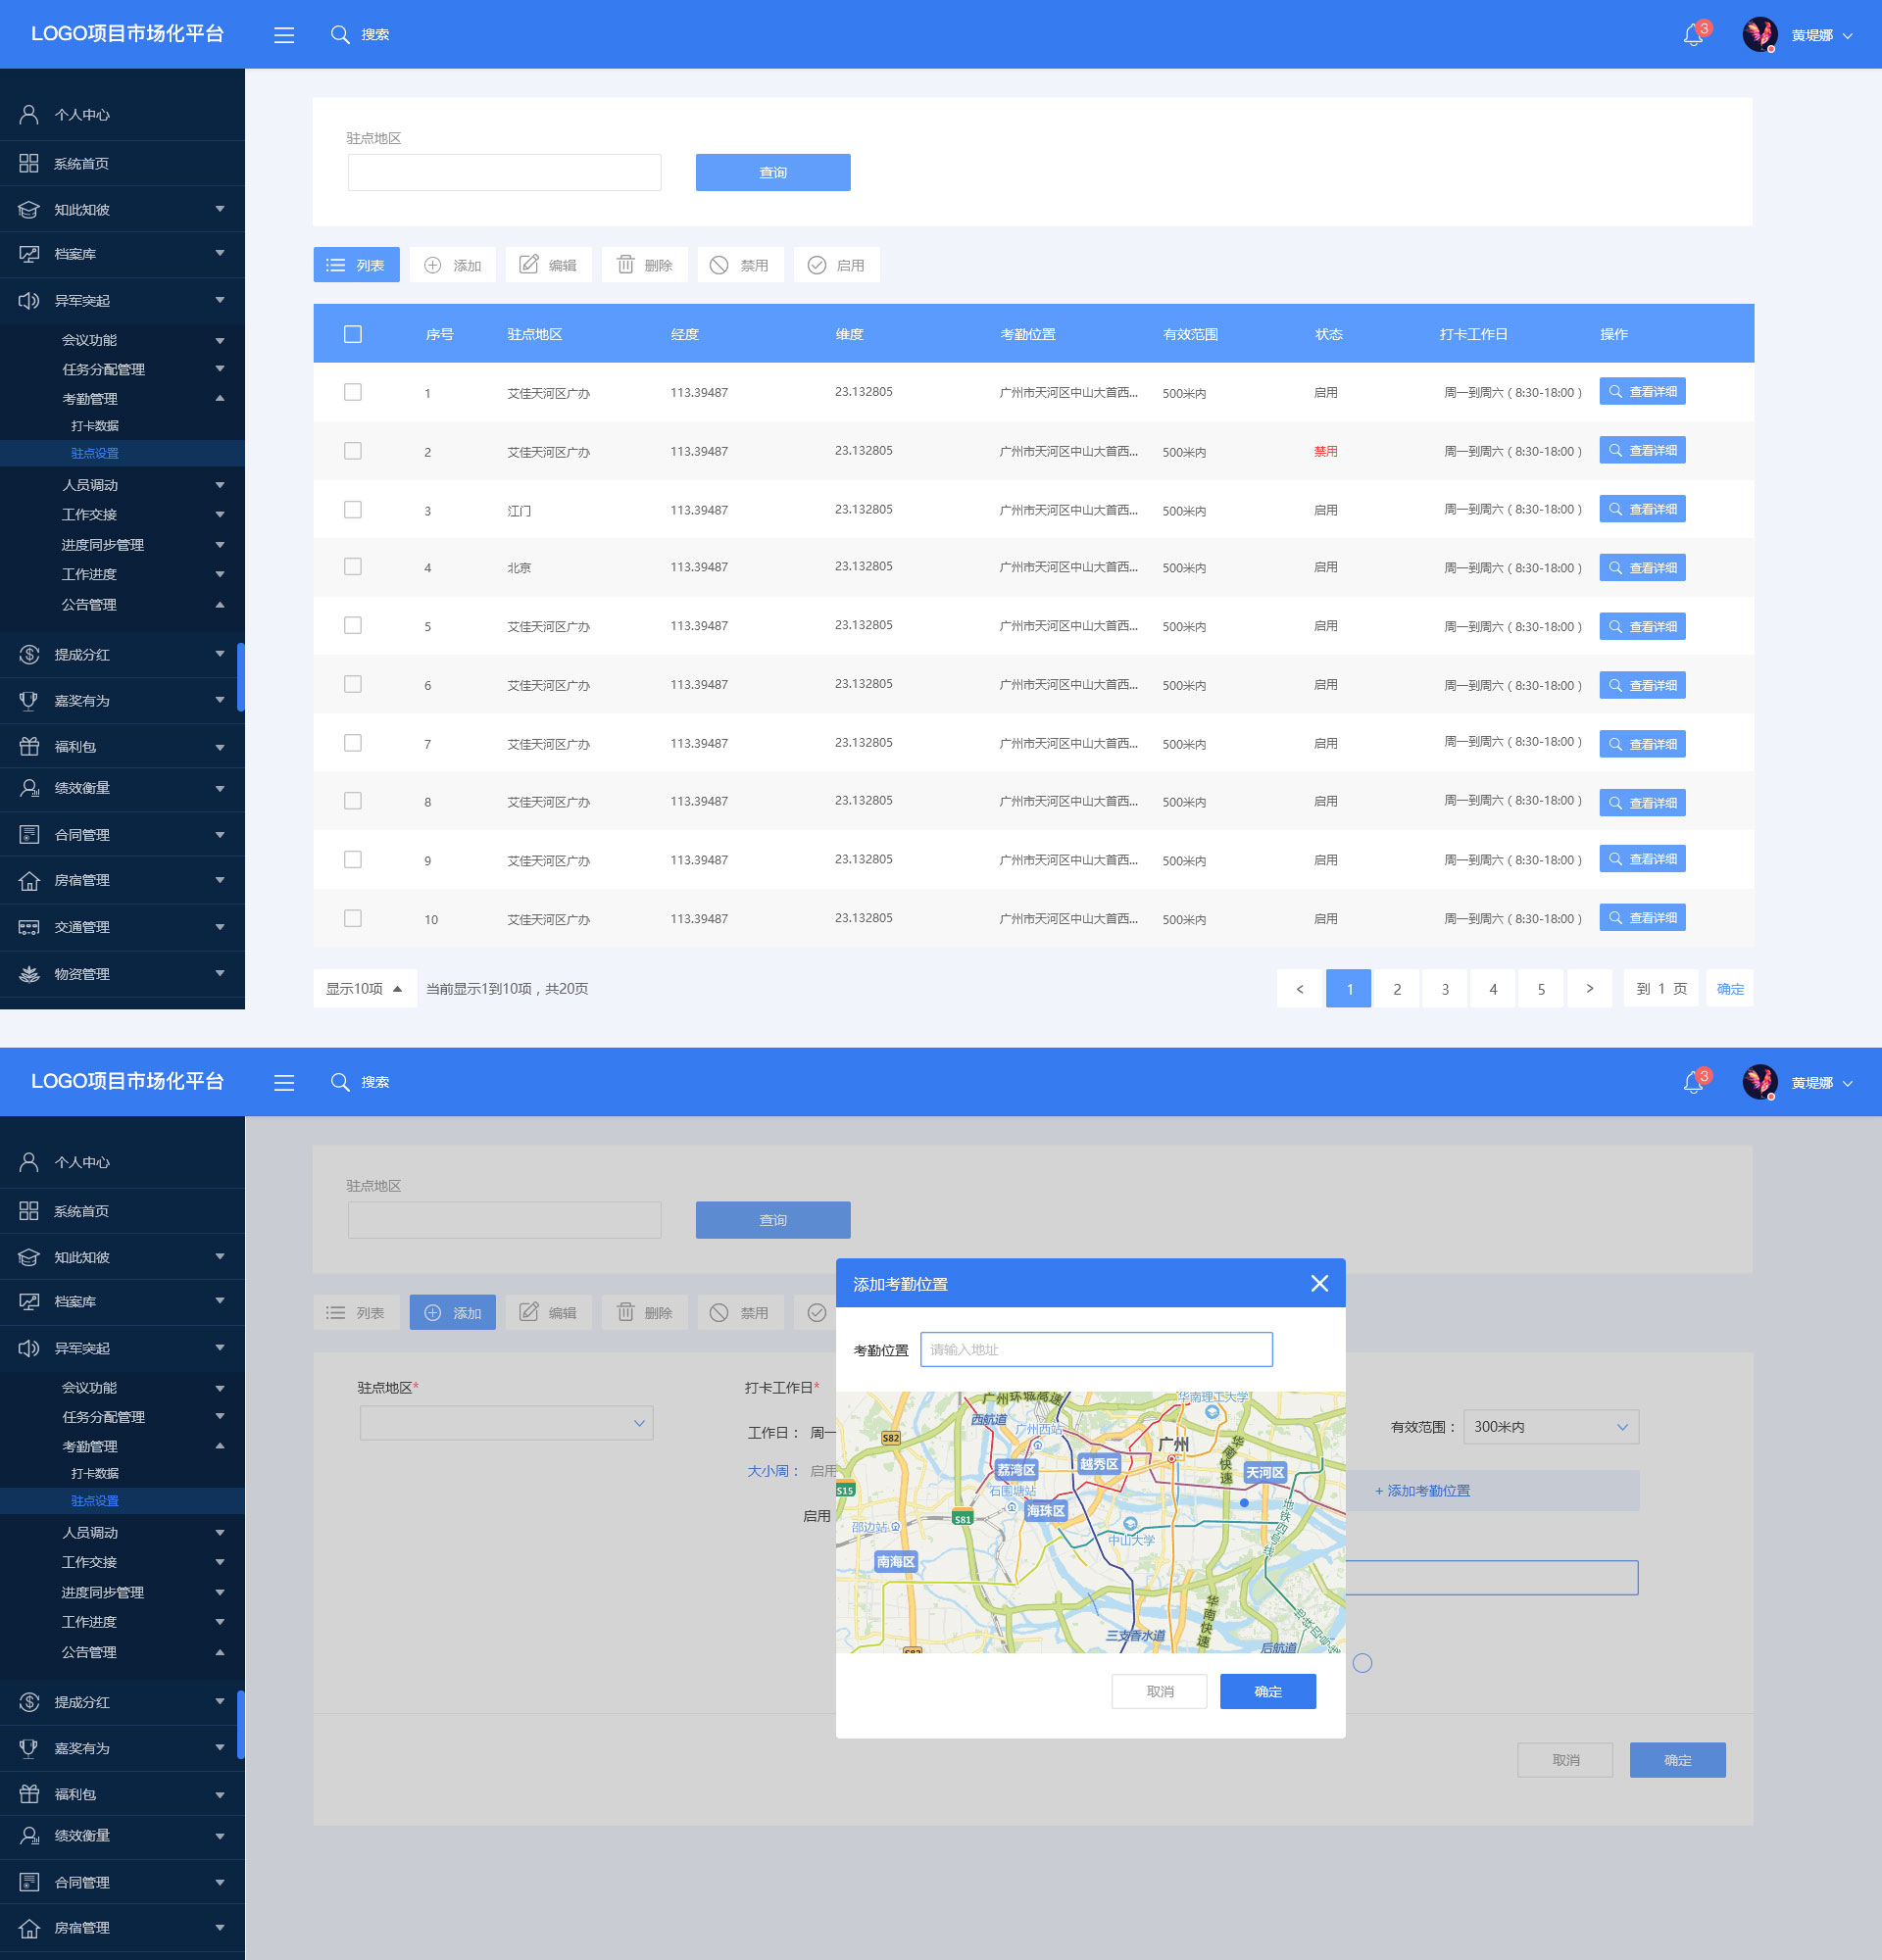 LOGO项目市场化平台
搜索
3
黄堤娜
个人中心
系统首页
知此知彼
档案库
异军突起
会议功能
任务分配管理
考勤管理
打卡数据
驻点设置
人员调动
工作交接
进度同步管理
工作进度
公告管理
提成分红
嘉奖有为
福利包
绩效衡量
合同管理
房宿管理
交通管理
物资管理
驻点地区
查询
列表 添加 编辑 删除 禁用 启用
序号 驻点地区 经度 维度 考勤位置 有效范围 状态 打卡工作日 操作
1 艾佳天河区广办 113.39487 23.132805 广州市天河区中山大首西... 500米内 启用 周一到周六（8:30-18:00） 查看详细
2 艾佳天河区广办 113.39487 23.132805 广州市天河区中山大首西... 500米内 禁用 周一到周六（8:30-18:00） 查看详细
3 江门 113.39487 23.132805 广州市天河区中山大首西... 500米内 启用 周一到周六（8:30-18:00） 查看详细
4 北京 113.39487 23.132805 广州市天河区中山大首西... 500米内 启用 周一到周六（8:30-18:00） 查看详细
5 艾佳天河区广办 113.39487 23.132805 广州市天河区中山大首西... 500米内 启用 周一到周六（8:30-18:00） 查看详细
6 艾佳天河区广办 113.39487 23.132805 广州市天河区中山大首西... 500米内 启用 周一到周六（8:30-18:00） 查看详细
7 艾佳天河区广办 113.39487 23.132805 广州市天河区中山大首西... 500米内 启用 周一到周六（8:30-18:00） 查看详细
8 艾佳天河区广办 113.39487 23.132805 广州市天河区中山大首西... 500米内 启用 周一到周六（8:30-18:00） 查看详细
9 艾佳天河区广办 113.39487 23.132805 广州市天河区中山大首西... 500米内 启用 周一到周六（8:30-18:00） 查看详细
10 艾佳天河区广办 113.39487 23.132805 广州市天河区中山大首西... 500米内 启用 周一到周六（8:30-18:00） 查看详细
显示10项 当前显示1到10项，共20页
< 1 2 3 4 5 > 到 1 页 确定
LOGO项目市场化平台
搜索
3
黄堤娜
个人中心
系统首页
知此知彼
档案库
异军突起
会议功能
任务分配管理
考勤管理
打卡数据
驻点设置
人员调动
工作交接
进度同步管理
工作进度
公告管理
提成分红
嘉奖有为
福利包
绩效衡量
合同管理
房宿管理
驻点地区
查询
列表 添加 编辑 删除 禁用
驻点地区*
打卡工作日*
工作日： 周一
大小周： 启用
启用
有效范围： 300米内
+ 添加考勤位置
取消 确定
添加考勤位置
考勤位置 请输入地址
广州环城高速
华南理工大学
西航道
广州西站
S82
广州
华南快速
荔湾区
越秀区
天河区
S15
石围塘站
海珠区
S81
地铁四号线
邵边站
中山大学
南海区
华南快速
三支香水道
后航道
取消 确定